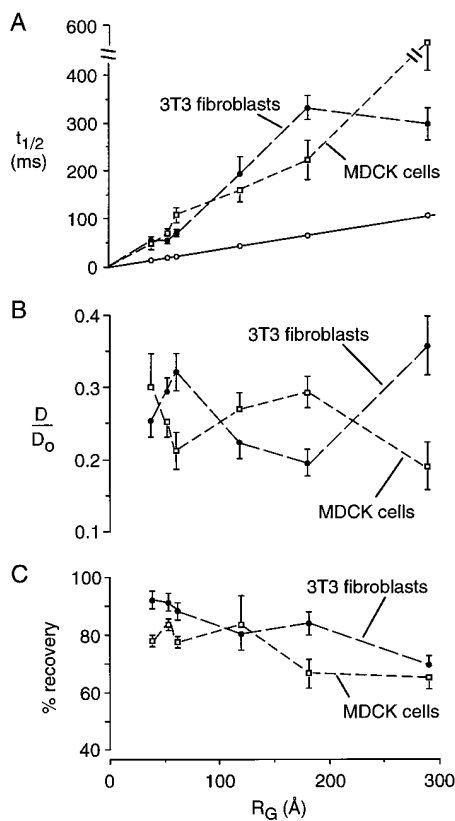 A
600
400
300
200
100
0
t1/2
(ms)
3T3 fibroblasts
MDCK cells
B
0.4
0.3
0.2
0.1
D
Do
3T3 fibroblasts
MDCK cells
C
100
80
60
40
% recovery
3T3 fibroblasts
MDCK cells
0 100 200 300
RG (Å)